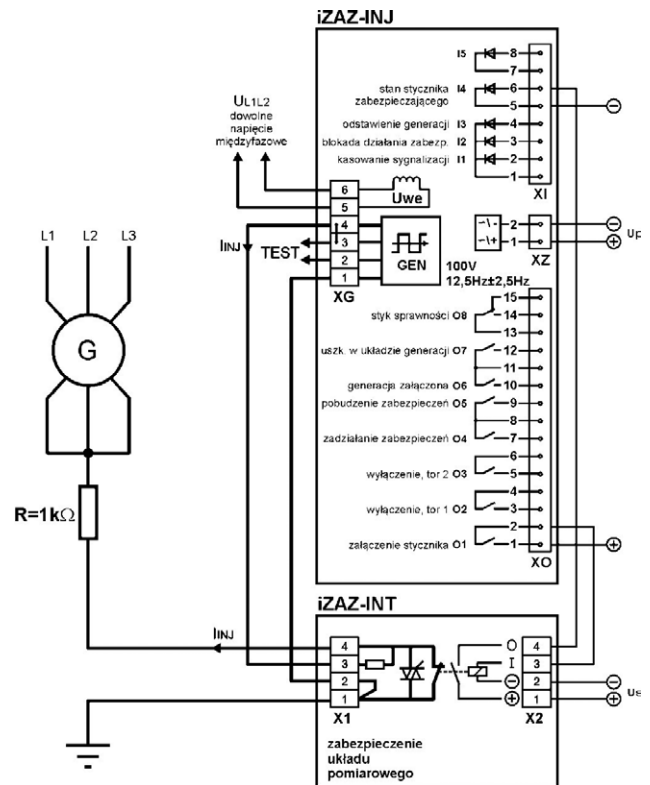 iZAZ-INJ
I5
8
7
stan stycznika
zabezpieczającego
I4
6
5
odstawienie generacji I3
4
blokada działania zabezp. I2
3
kasowanie sygnalizacji I1
2
1
XI
UL1L2
dowolne
napięcie
międzyfazowe
6
5
4
3
2
1
XG
Uwe
IINJ
TEST
GEN
100V
12,5Hz±2,5Hz
~\-
~\+
2
1
XZ
Up
L1
L2
L3
G
R=1kΩ
15
styk sprawności O8
14
13
uszk. w układzie generacji O7
12
11
generacja załączona O6
10
pobudzenie zabezpieczeń O5
9
8
zadziałanie zabezpieczeń O4
7
6
wyłączenie, tor 2 O3
5
4
wyłączenie, tor 1 O2
3
2
załączenie stycznika O1
1
XO
iZAZ-INT
IINJ
4
3
2
1
X1
O
I
4
3
2
1
X2
zabezpieczenie
układu
pomiarowego